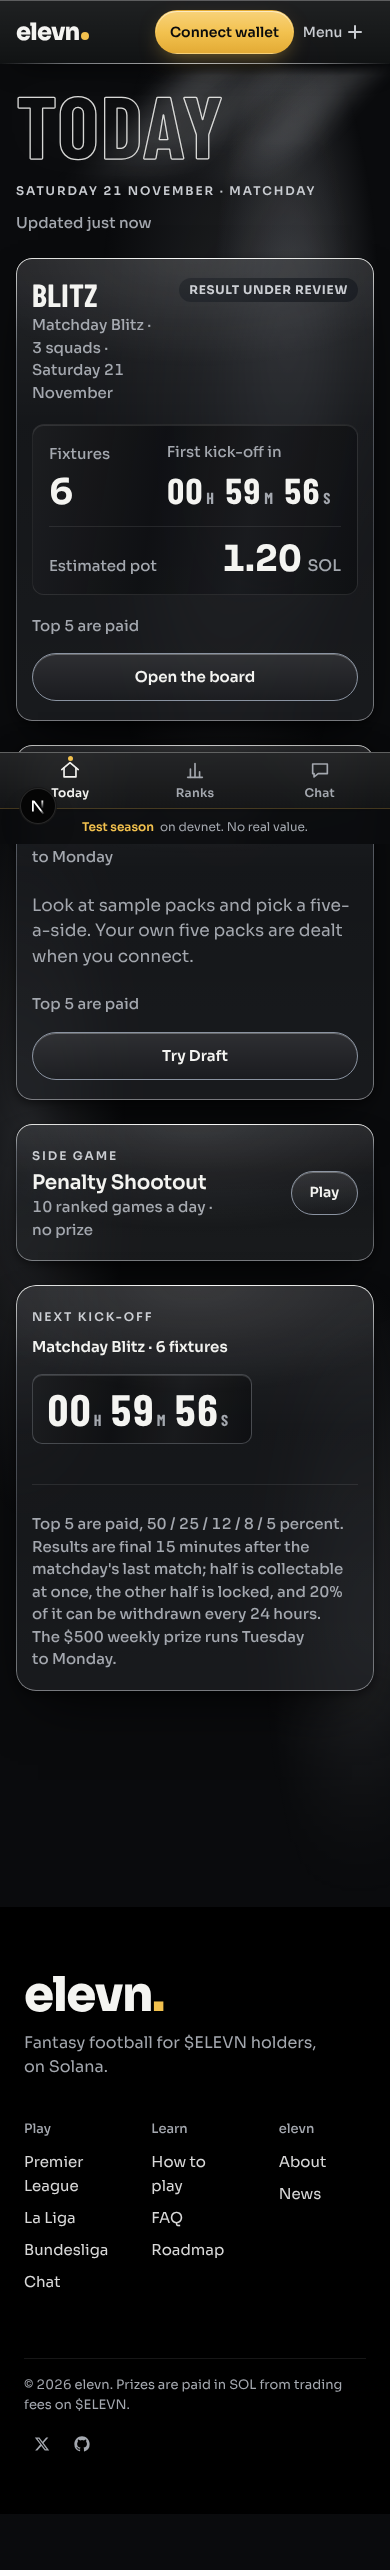 elevn.
Connect wallet
Menu
TODAY
SATURDAY 21 NOVEMBER · MATCHDAY
Updated just now
BLITZ
RESULT UNDER REVIEW
Matchday Blitz ·
3 squads ·
Saturday 21
November
Fixtures
First kick-off in
6
00 H 59 M 56 S
Estimated pot
1.20 SOL
Top 5 are paid
Open the board
Today
Ranks
Chat
N
Test season on devnet. No real value.
to Monday
Look at sample packs and pick a five-
a-side. Your own five packs are dealt
when you connect.
Top 5 are paid
Try Draft
SIDE GAME
Penalty Shootout
10 ranked games a day ·
no prize
Play
NEXT KICK-OFF
Matchday Blitz · 6 fixtures
00 H 59 M 56 S
Top 5 are paid, 50 / 25 / 12 / 8 / 5 percent.
Results are final 15 minutes after the
matchday's last match; half is collectable
at once, the other half is locked, and 20%
of it can be withdrawn every 24 hours.
The $500 weekly prize runs Tuesday
to Monday.
elevn.
Fantasy football for $ELEVN holders,
on Solana.
Play
Learn
elevn
Premier
League
How to
play
About
La Liga
FAQ
News
Bundesliga
Roadmap
Chat
© 2026 elevn. Prizes are paid in SOL from trading
fees on $ELEVN.